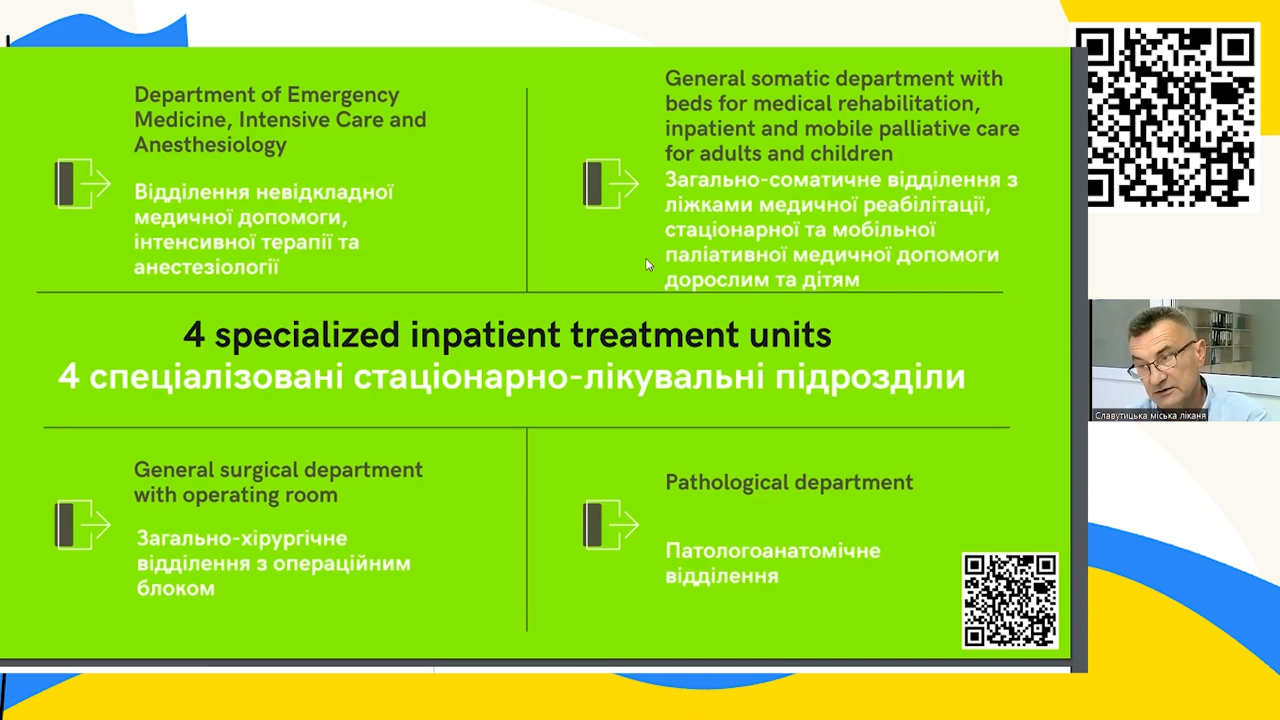 Department of Emergency
Medicine, Intensive Care and
Anesthesiology
Відділення невідкладної
медичної допомоги,
інтенсивної терапії та
анестезіології
General somatic department with
beds for medical rehabilitation,
inpatient and mobile palliative care
for adults and children
Загально-соматичне відділення з
ліжками медичної реабілітації,
стаціонарної та мобільної
паліативної медичної допомоги
дорослим та дітям
4 specialized inpatient treatment units
4 спеціалізовані стаціонарно-лікувальні підрозділи
Славутицька міська ліканя
General surgical department
with operating room
Загально-хірургічне
відділення з операційним
блоком
Pathological department
Патологоанатомічне
відділення